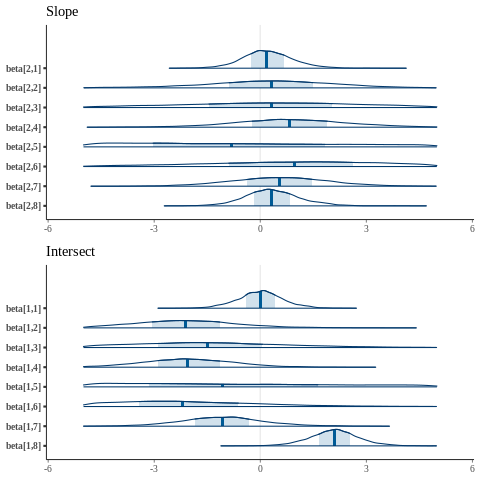 Slope
beta[2,1]
beta[2,2]
beta[2,3]
beta[2,4]
beta[2,5]
beta[2,6]
beta[2,7]
beta[2,8]
-6 -3 0 3 6
Intersect
beta[1,1]
beta[1,2]
beta[1,3]
beta[1,4]
beta[1,5]
beta[1,6]
beta[1,7]
beta[1,8]
-6 -3 0 3 6